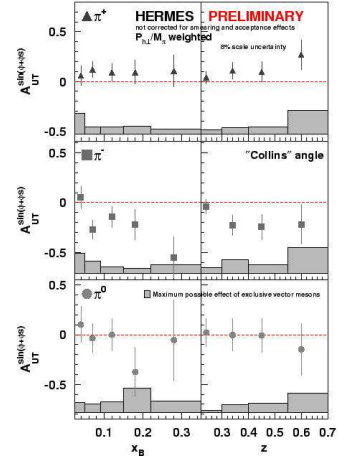 π+ HERMES PRELIMINARY
not corrected for smearing and acceptance effects
P_h⊥/M_π weighted
8% scale uncertainty
A_UT^sin(ϕ+ϕS)
0.5
0
-0.5
π- "Collins" angle
A_UT^sin(ϕ+ϕS)
0
-0.5
π0 Maximum possible effect of exclusive vector mesons
A_UT^sin(ϕ+ϕS)
0
-0.5
0.1 0.2 0.3 0.3 0.4 0.5 0.6 0.7
x_B z